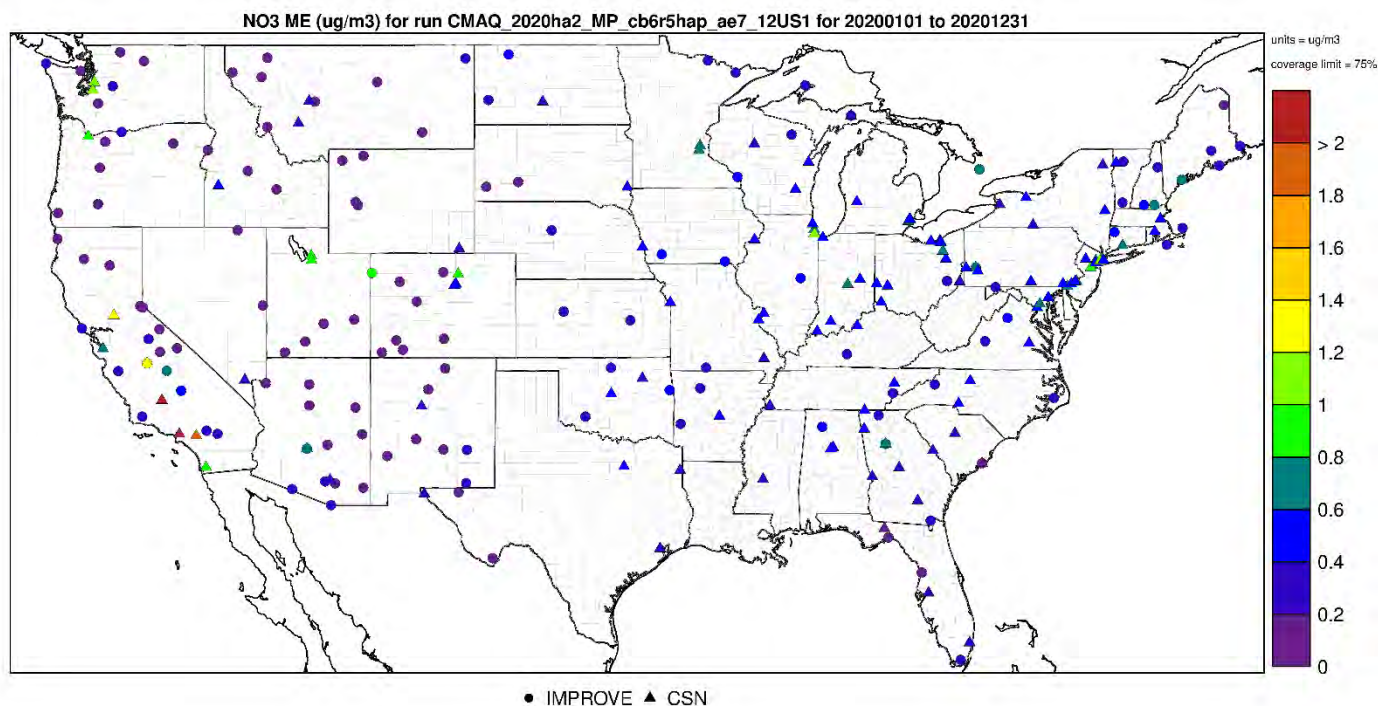 NO3 ME (ug/m3) for run CMAQ_2020ha2_MP_cb6r5hap_ae7_12US1 for 20200101 to 20201231
units = ug/m3
coverage limit = 75%
> 2
1.8
1.6
1.4
1.2
1
0.8
0.6
0.4
0.2
0
IMPROVE CSN